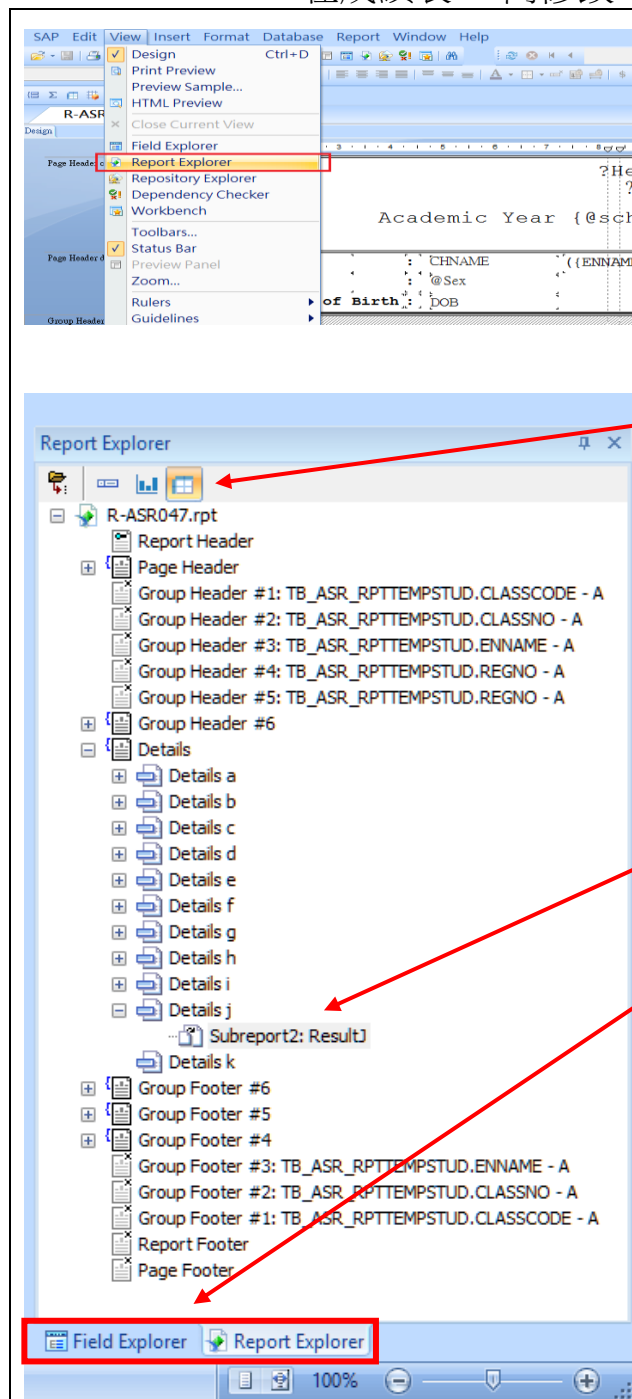 SAP Edit View Insert Format Database Report Window Help
Design Ctrl+D
Print Preview
Preview Sample...
HTML Preview
R-ASR
Close Current View
Design
Field Explorer
Page Header c
Report Explorer
?He
Repository Explorer
?
Dependency Checker
Workbench
Academic Year {@sch
Toolbars...
Status Bar
Page Header d
: CHNAME ({ENNAM
Preview Panel
Zoom...
: @Sex :
Rulers
of Birth : DOB :
Guidelines
Group Header
Report Explorer
R-ASR047.rpt
Report Header
Page Header
Group Header #1: TB_ASR_RPTTEMPSTUD.CLASSCODE - A
Group Header #2: TB_ASR_RPTTEMPSTUD.CLASSNO - A
Group Header #3: TB_ASR_RPTTEMPSTUD.ENNAME - A
Group Header #4: TB_ASR_RPTTEMPSTUD.REGNO - A
Group Header #5: TB_ASR_RPTTEMPSTUD.REGNO - A
Group Header #6
Details
Details a
Details b
Details c
Details d
Details e
Details f
Details g
Details h
Details i
Details j
Subreport2: ResultJ
Details k
Group Footer #6
Group Footer #5
Group Footer #4
Group Footer #3: TB_ASR_RPTTEMPSTUD.ENNAME - A
Group Footer #2: TB_ASR_RPTTEMPSTUD.CLASSNO - A
Group Footer #1: TB_ASR_RPTTEMPSTUD.CLASSCODE - A
Report Footer
Page Footer
Field Explorer Report Explorer
100%